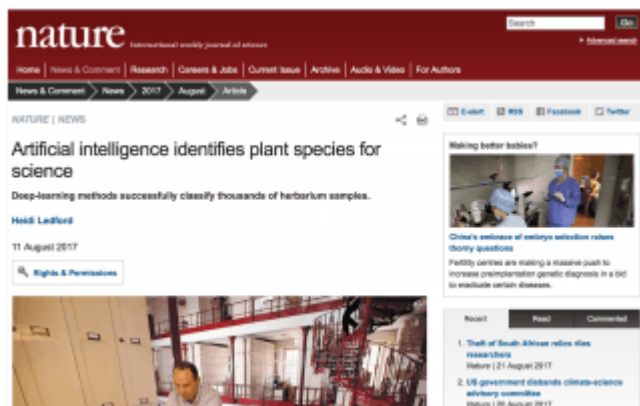 nature
International weekly journal of science
Search
Go
Advanced search
Home | News & Comment | Research | Careers & Jobs | Current Issue | Archive | Audio & Video | For Authors
News & Comment News 2017 August Article
NATURE | NEWS
Artificial intelligence identifies plant species for
science
Deep-learning methods successfully classify thousands of herbarium samples.
Heidi Ledford
11 August 2017
Rights & Permissions
E-alert RSS Facebook Twitter
Making better babies?
China's embrace of embryo selection raises
thorny questions
Fertility centres are making a massive push to
increase preimplantation genetic diagnosis in a bid
to eradicate certain diseases.
Recent Read Commented
1. Theft of South African relics riles
researchers
Nature | 21 August 2017
2. US government disbands climate-science
advisory committee
Nature | 20 August 2017